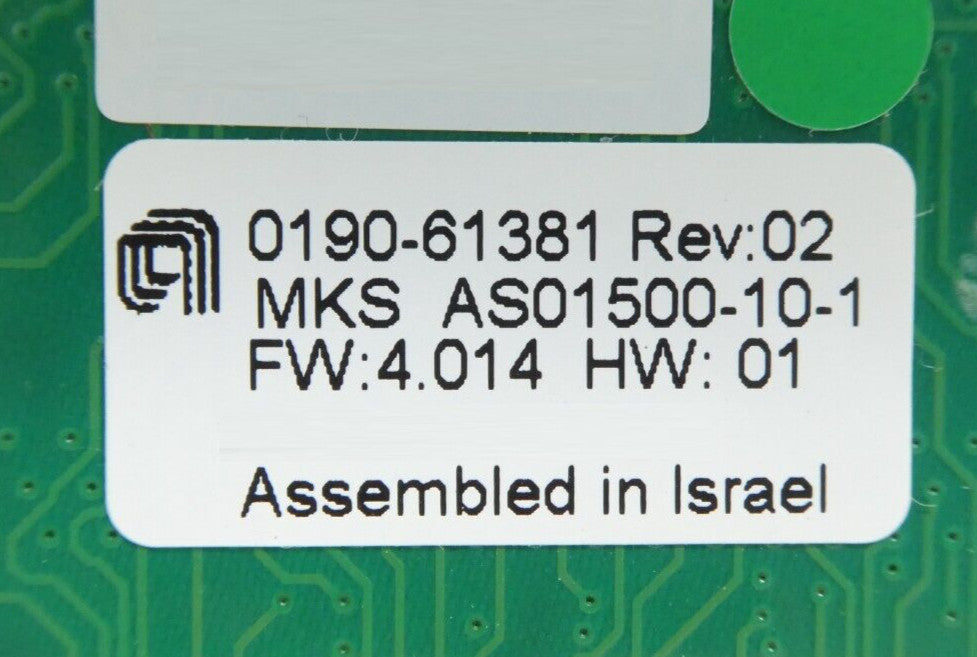 0190-61381 Rev:02
MKS AS01500-10-1
FW:4.014 HW: 01
Assembled in Israel